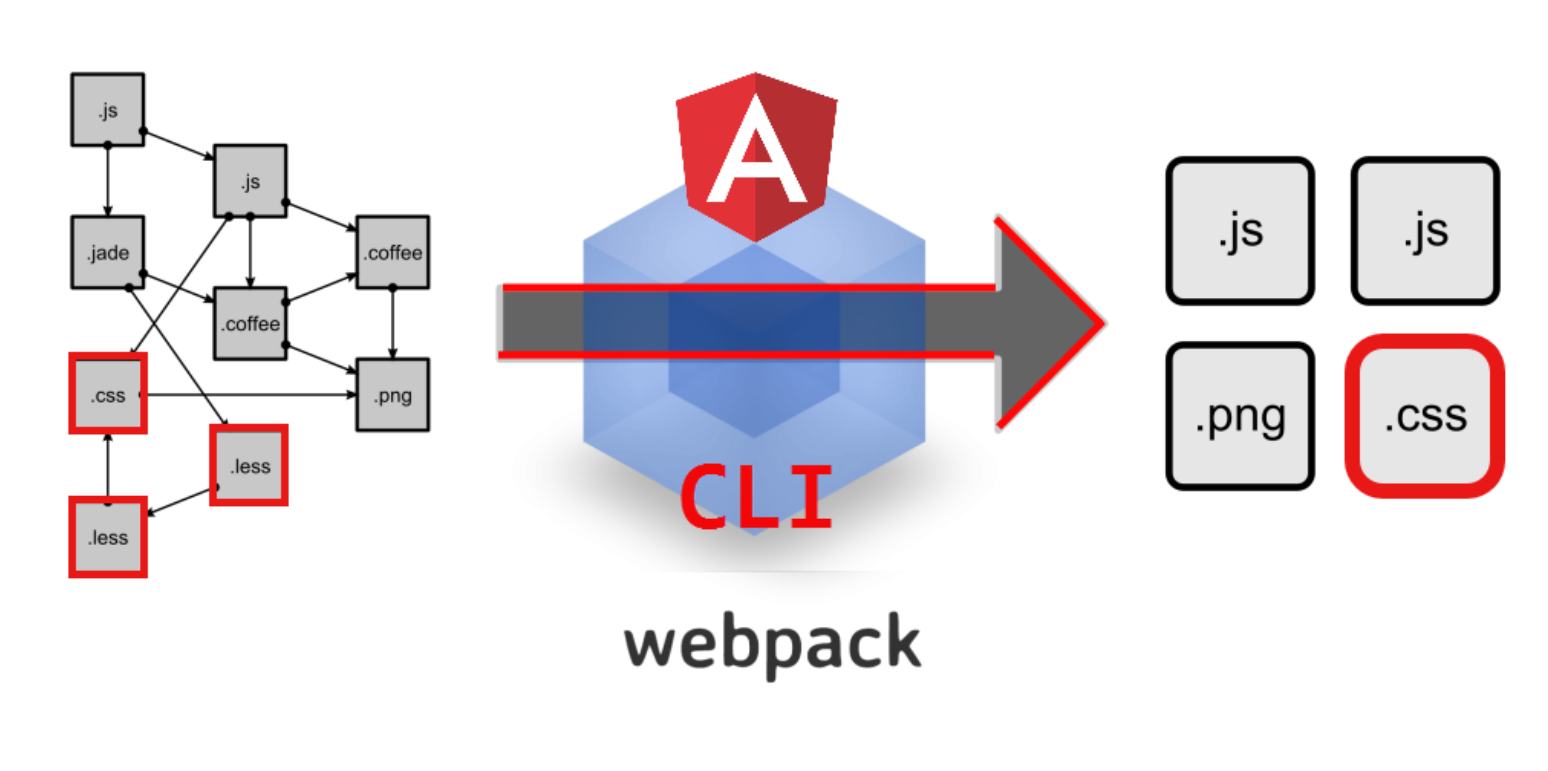 .js
.js
.jade
.coffee
.coffee
.css
.png
.less
.less
A
CLI
webpack
.js
.js
.png
.css